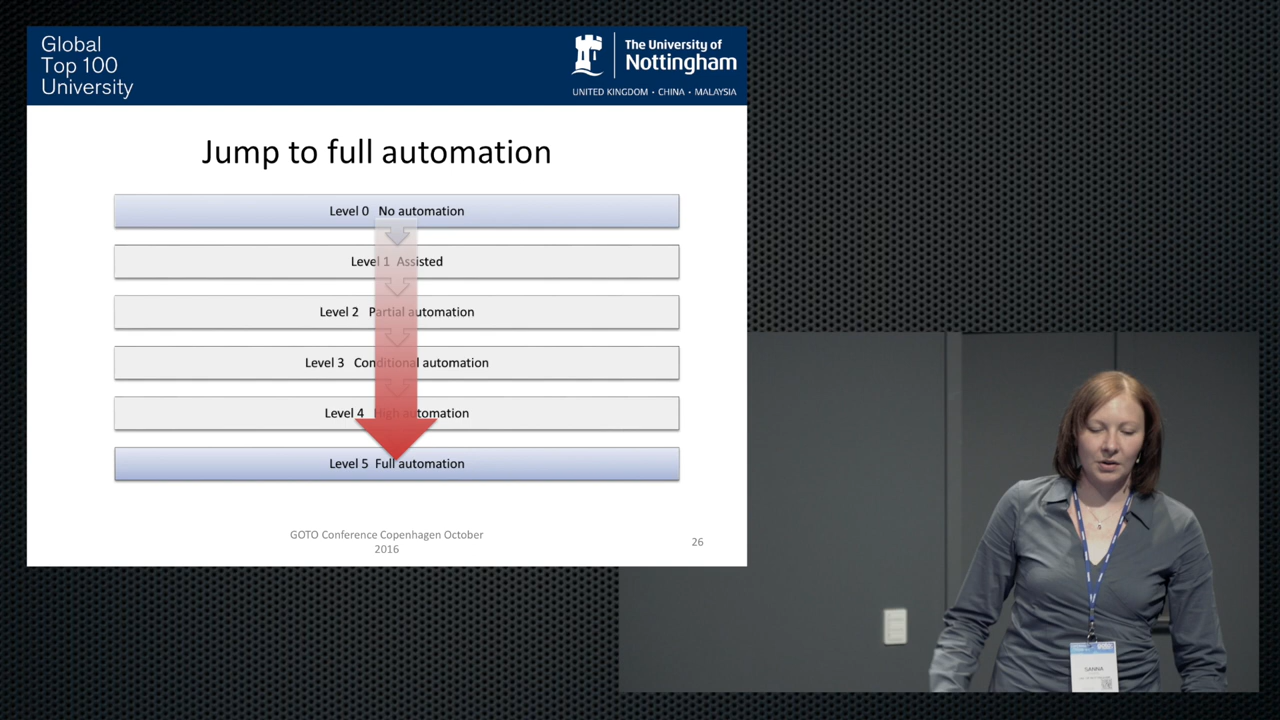 Global
Top 100
University
The University of
Nottingham
UNITED KINGDOM • CHINA • MALAYSIA
Jump to full automation
Level 0 No automation
Level 1 Assisted
Level 2 Partial automation
Level 3 Conditional automation
Level 4 High automation
Level 5 Full automation
GOTO Conference Copenhagen October
2016
26
SANNA